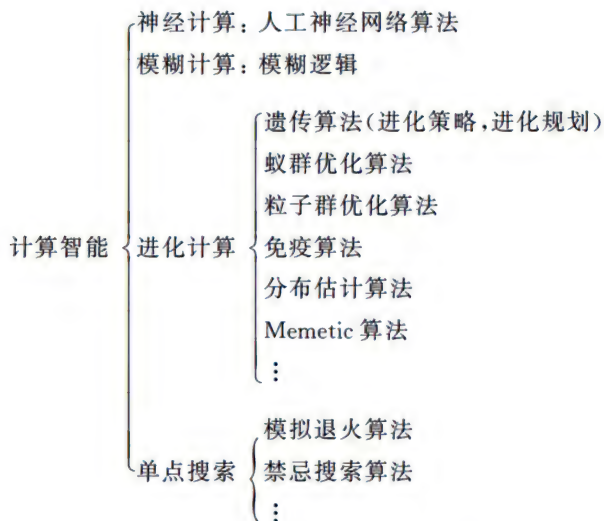 神经计算：人工神经网络算法
模糊计算：模糊逻辑
遗传算法(进化策略,进化规划)
蚁群优化算法
粒子群优化算法
计算智能 进化计算 免疫算法
分布估计算法
Memetic 算法
⋮
模拟退火算法
单点搜索 禁忌搜索算法
⋮